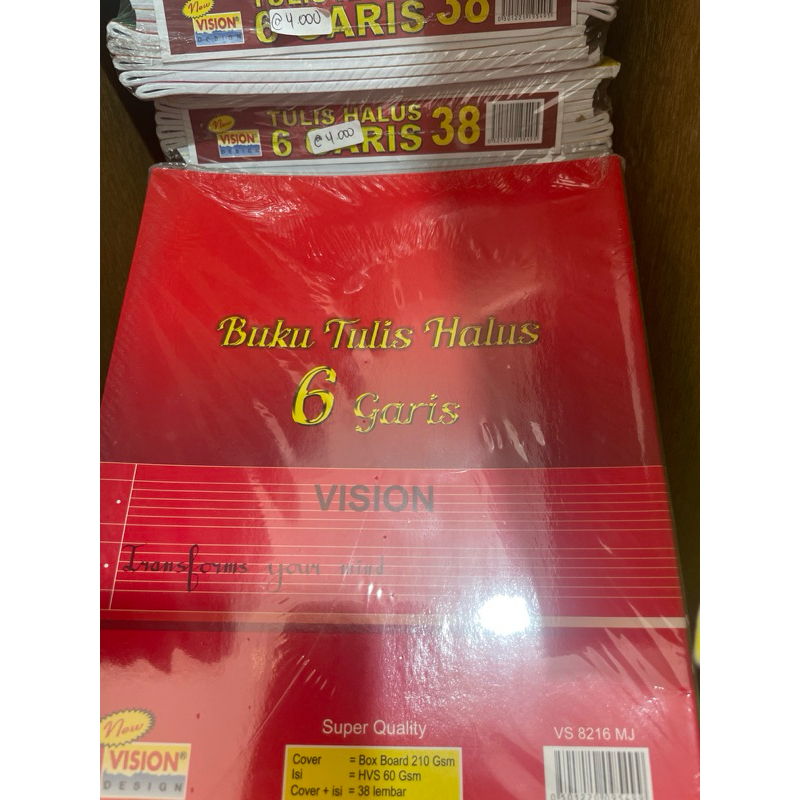 New
VISION
DESIGN
6 GARIS 38
@ 4.000
New
VISION
DESIGN
TULIS HALUS
6 GARIS 38
@ 4.000
Buku Tulis Halus
6 Garis
VISION
Transforms your mind
New
VISION®
DESIGN
Super Quality
VS 8216 MJ
Cover = Box Board 210 Gsm
Isi = HVS 60 Gsm
Cover + isi = 38 lembar